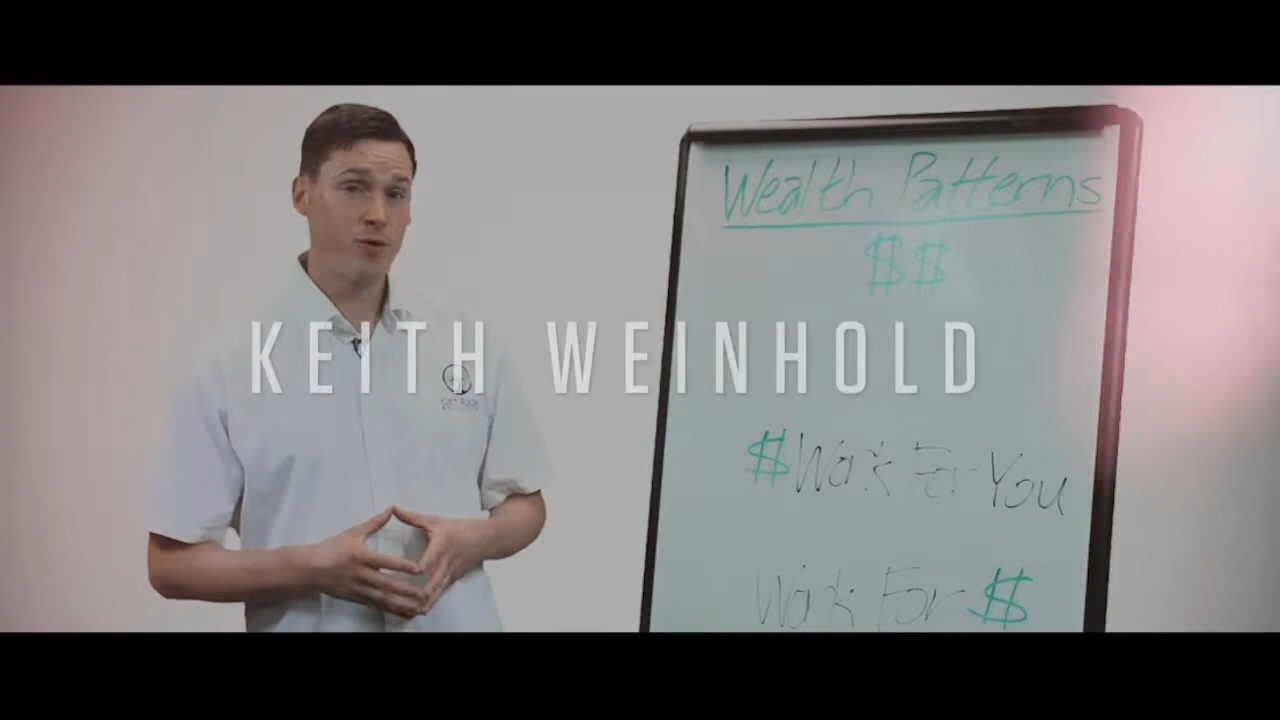 Wealth Patterns
$$
KEITH WEINHOLD
$ Work For You
Work For $